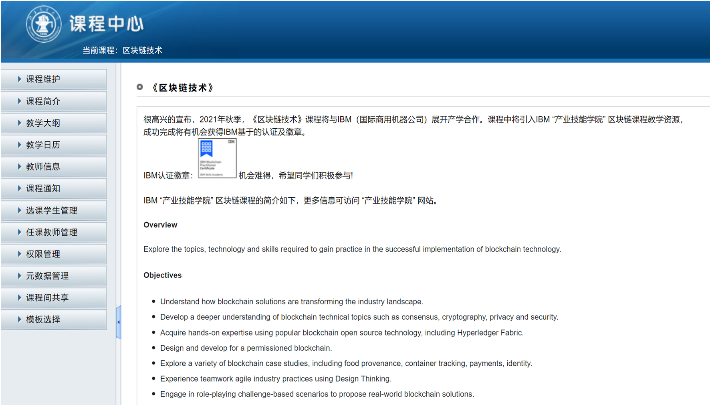 课程中心
当前课程：区块链技术
课程维护
课程简介
教学大纲
教学日历
教师信息
课程通知
选课学生管理
任课教师管理
权限管理
元数据管理
课程间共享
模板选择
《区块链技术》
很高兴的宣布，2021年秋季，《区块链技术》课程将与IBM（国际商用机器公司）展开产学合作。课程中将引入IBM “产业技能学院” 区块链课程教学资源，
成功完成将有机会获得IBM基于的认证及徽章。
IBM认证徽章： 机会难得，希望同学们积极参与!
IBM “产业技能学院” 区块链课程的简介如下，更多信息可访问 “产业技能学院” 网站。
Overview
Explore the topics, technology and skills required to gain practice in the successful implementation of blockchain technology.
Objectives
Understand how blockchain solutions are transforming the industry landscape.
Develop a deeper understanding of blockchain technical topics such as consensus, cryptography, privacy and security.
Acquire hands-on expertise using popular blockchain open source technology, including Hyperledger Fabric.
Design and develop for a permissioned blockchain.
Explore a variety of blockchain case studies, including food provenance, container tracking, payments, identity.
Experience teamwork agile industry practices using Design Thinking.
Engage in role-playing challenge-based scenarios to propose real-world blockchain solutions.